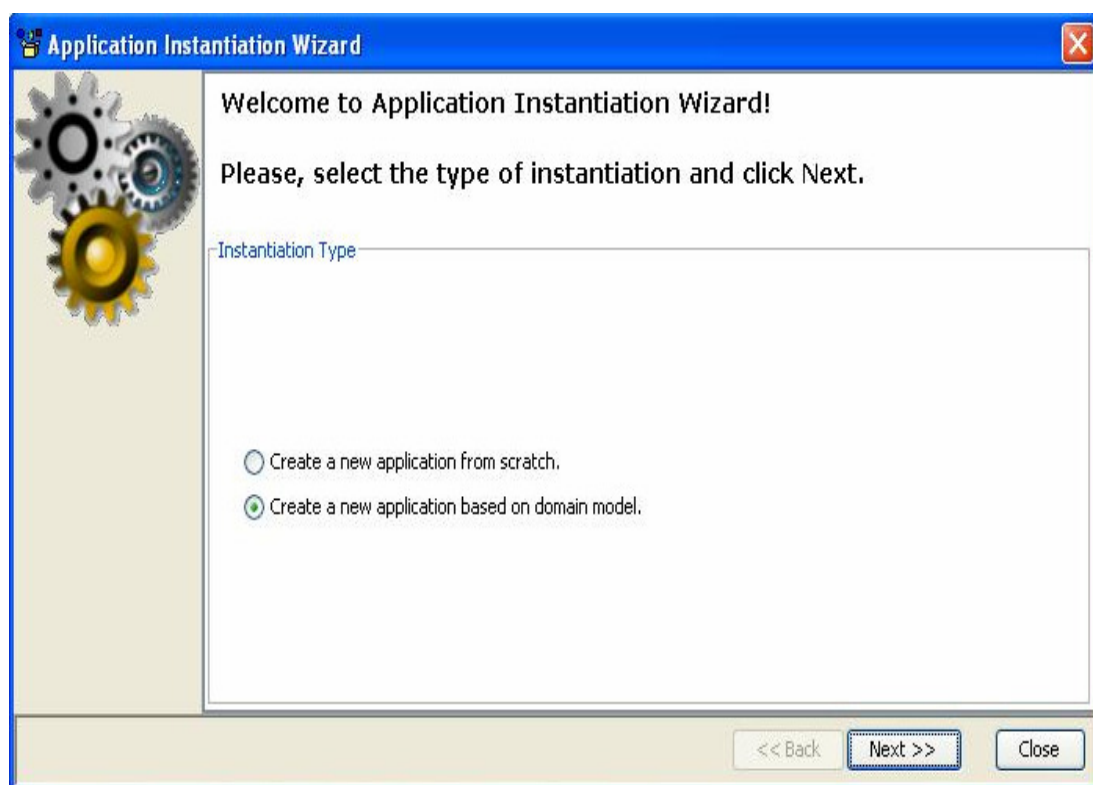 Application Instantiation Wizard
Welcome to Application Instantiation Wizard!
Please, select the type of instantiation and click Next.
Instantiation Type
Create a new application from scratch.
Create a new application based on domain model.
<< Back
Next >>
Close